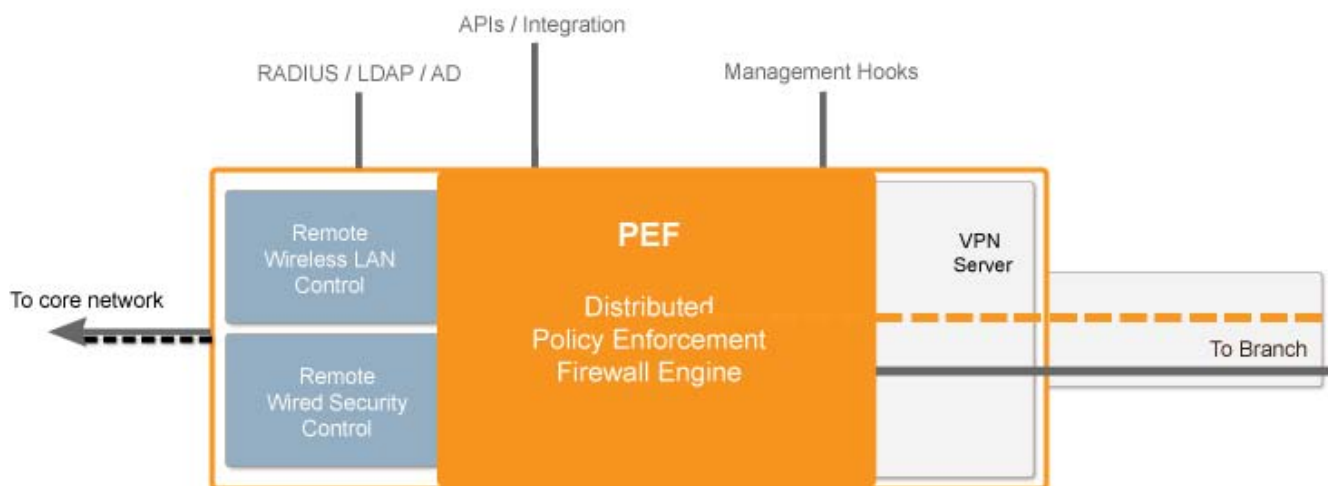 APIs / Integration
RADIUS / LDAP / AD
Management Hooks
Remote
Wireless LAN
Control
PEF
VPN
Server
Distributed
Policy Enforcement
Firewall Engine
To core network
To Branch
Remote
Wired Security
Control